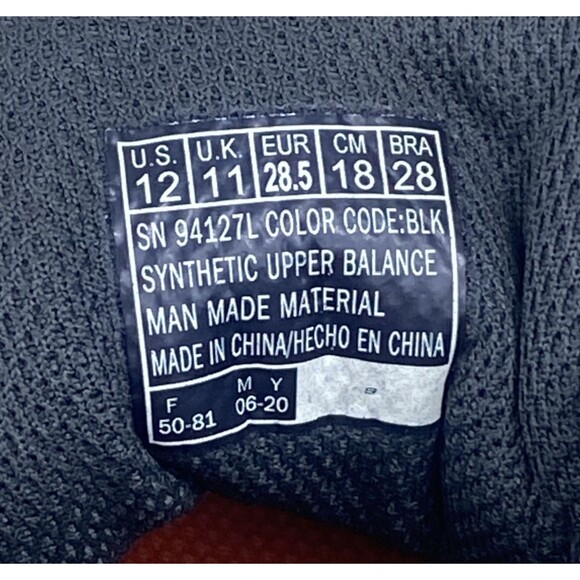 U.S. U.K. EUR CM BRA
12 11 28.5 18 28
SN 94127L COLOR CODE:BLK
SYNTHETIC UPPER BALANCE
MAN MADE MATERIAL
MADE IN CHINA/HECHO EN CHINA
F M Y
50-81 06-20